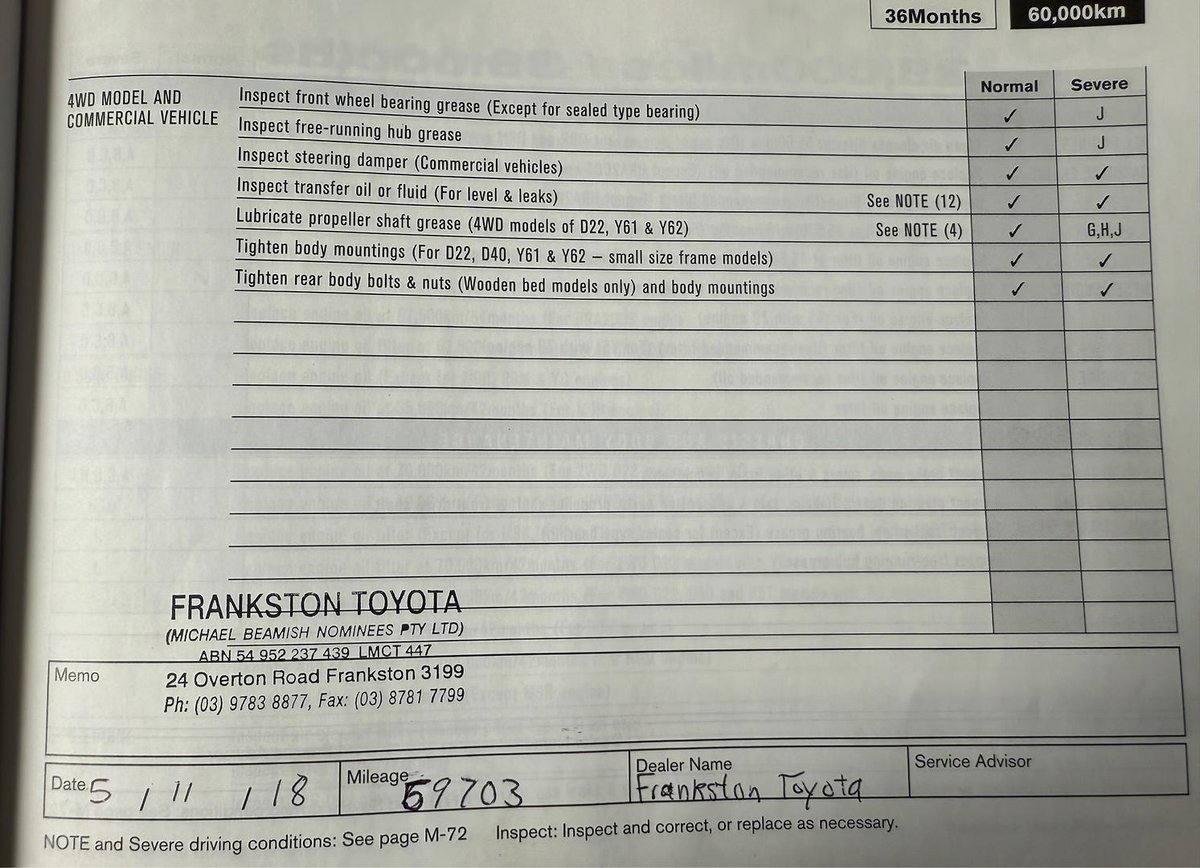 36Months 60,000km
Normal Severe
4WD MODEL AND
COMMERCIAL VEHICLE
Inspect front wheel bearing grease (Except for sealed type bearing) ✓ J
Inspect free-running hub grease ✓ J
Inspect steering damper (Commercial vehicles) ✓ ✓
Inspect transfer oil or fluid (For level & leaks) See NOTE (12) ✓ ✓
Lubricate propeller shaft grease (4WD models of D22, Y61 & Y62) See NOTE (4) ✓ G,H,J
Tighten body mountings (For D22, D40, Y61 & Y62 – small size frame models) ✓ ✓
Tighten rear body bolts & nuts (Wooden bed models only) and body mountings ✓ ✓
FRANKSTON TOYOTA
(MICHAEL BEAMISH NOMINEES PTY LTD)
ABN 54 952 237 439 LMCT 447
Memo
24 Overton Road Frankston 3199
Ph: (03) 9783 8877, Fax: (03) 8781 7799
Date 5 / 11 / 18 Mileage 59703 Dealer Name Frankston Toyota Service Advisor
NOTE and Severe driving conditions: See page M-72 Inspect: Inspect and correct, or replace as necessary.